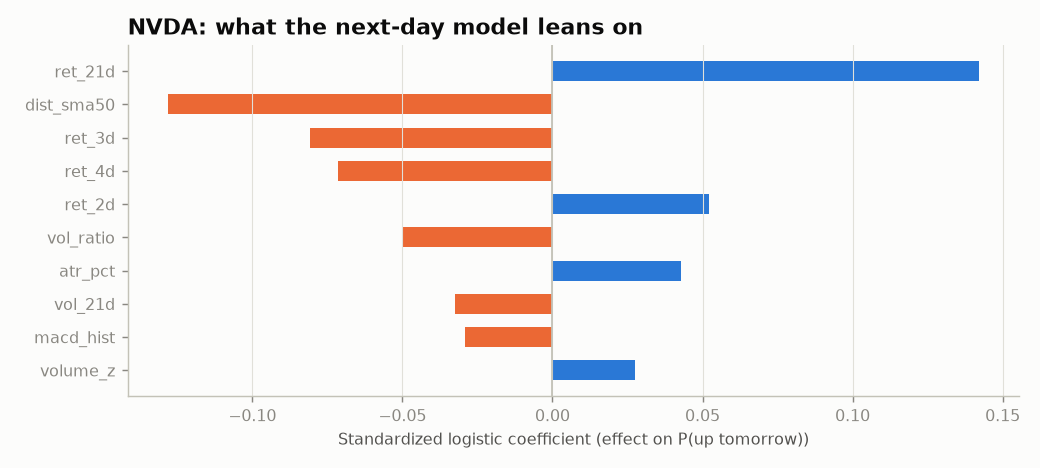 NVDA: what the next-day model leans on
ret_21d
dist_sma50
ret_3d
ret_4d
ret_2d
vol_ratio
atr_pct
vol_21d
macd_hist
volume_z
−0.10 −0.05 0.00 0.05 0.10 0.15
Standardized logistic coefficient (effect on P(up tomorrow))